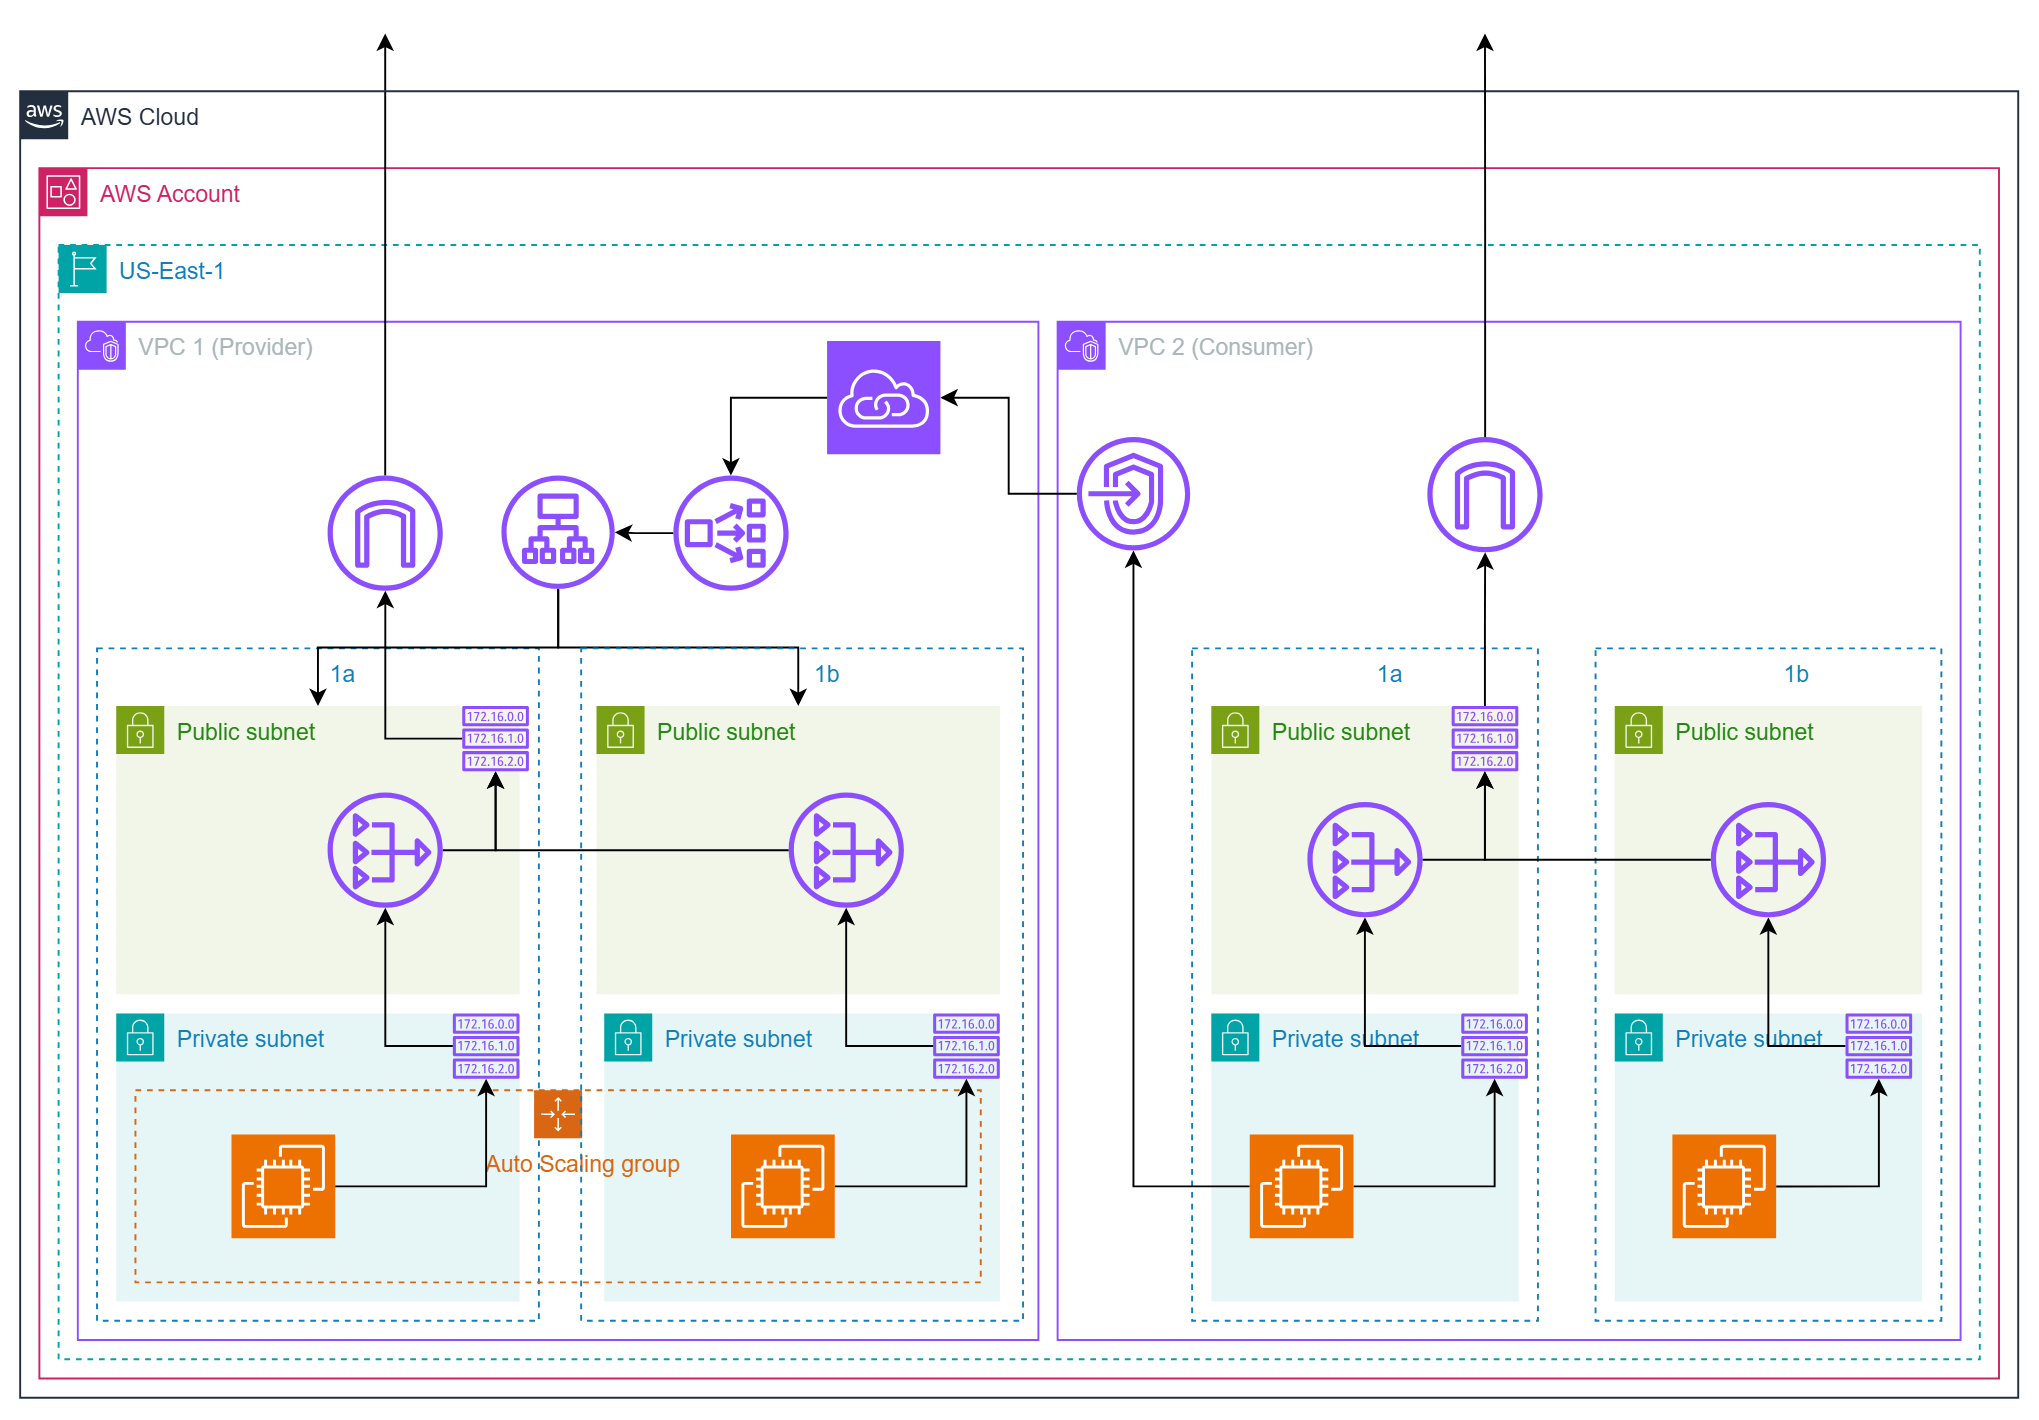 aws
AWS Cloud
AWS Account
US-East-1
VPC 1 (Provider)
VPC 2 (Consumer)
1a
1b
1a
1b
Public subnet
172.16.0.0
172.16.1.0
172.16.2.0
Public subnet
Public subnet
172.16.0.0
172.16.1.0
172.16.2.0
Public subnet
Private subnet
172.16.0.0
172.16.1.0
172.16.2.0
Private subnet
172.16.0.0
172.16.1.0
172.16.2.0
Private subnet
172.16.0.0
172.16.1.0
172.16.2.0
Private subnet
172.16.0.0
172.16.1.0
172.16.2.0
Auto Scaling group